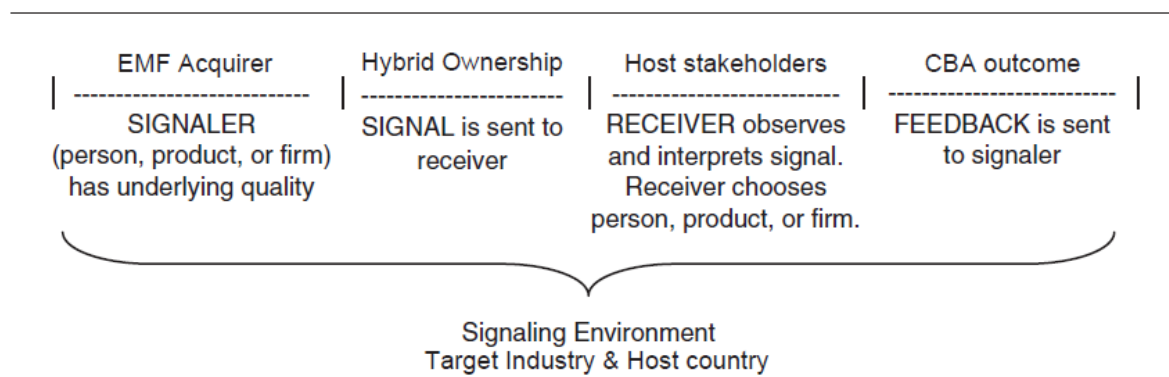 EMF Acquirer
SIGNALER
(person, product, or firm)
has underlying quality
Hybrid Ownership
SIGNAL is sent to
receiver
Host stakeholders
RECEIVER observes
and interprets signal.
Receiver chooses
person, product, or firm.
CBA outcome
FEEDBACK is sent
to signaler
Signaling Environment
Target Industry & Host country